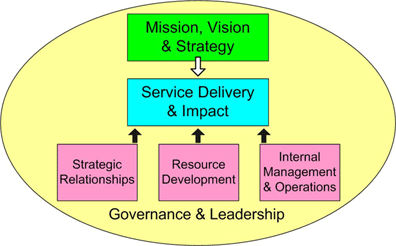 Mission, Vision
& Strategy
Service Delivery
& Impact
Strategic
Relationships
Resource
Development
Internal
Management
& Operations
Governance & Leadership